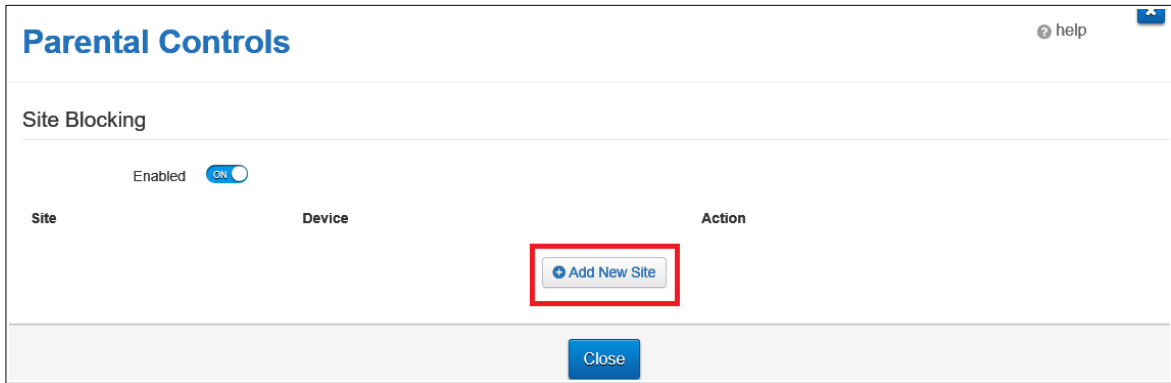 Parental Controls
help
Site Blocking
Enabled ON
Site Device Action
Add New Site
Close